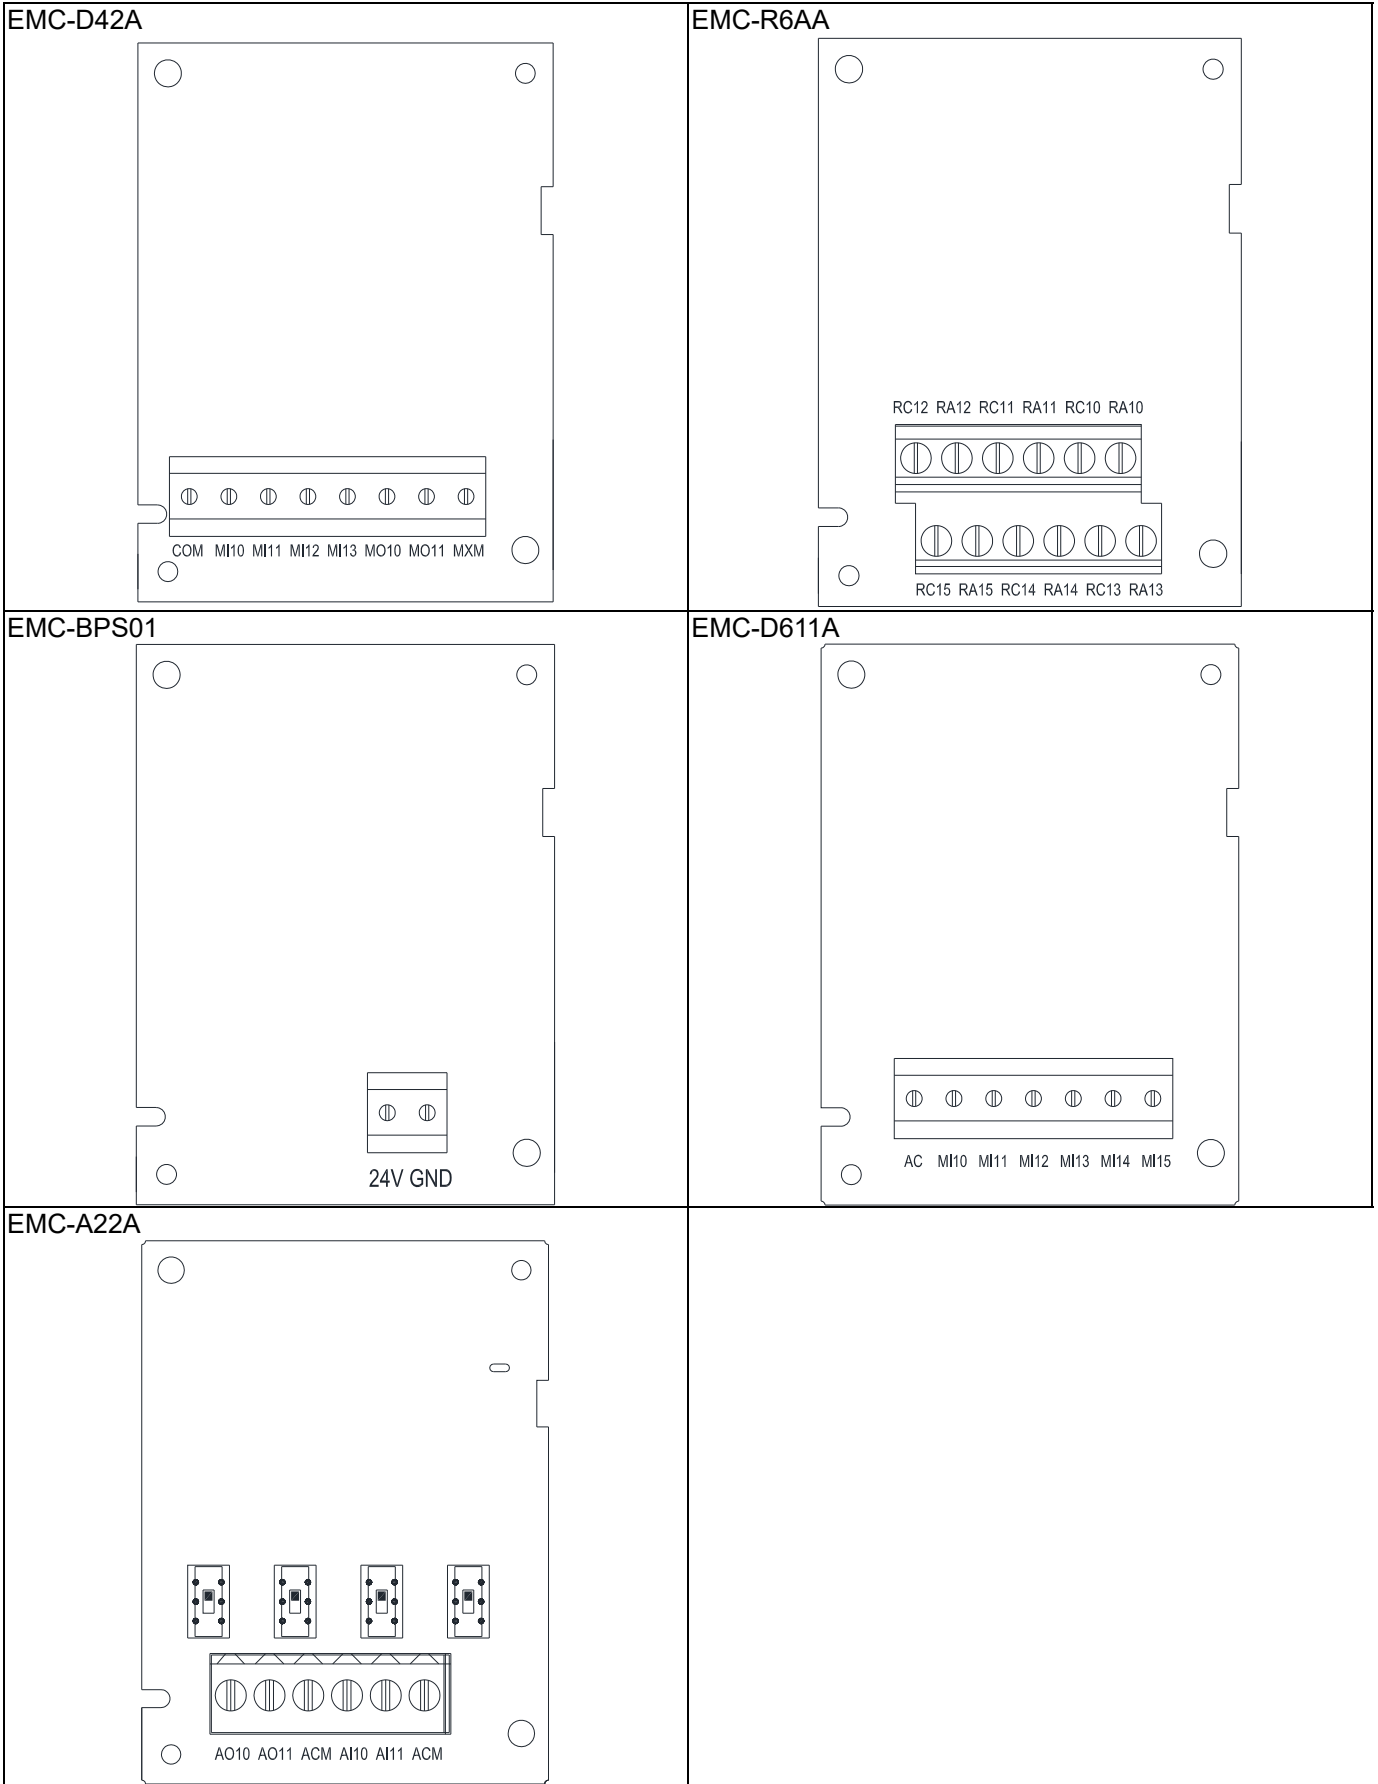 EMC-D42A
COM MI10 MI11 MI12 MI13 MO10 MO11 MXM
EMC-R6AA
RC12 RA12 RC11 RA11 RC10 RA10
RC15 RA15 RC14 RA14 RC13 RA13
EMC-BPS01
24V GND
EMC-D611A
AC MI10 MI11 MI12 MI13 MI14 MI15
EMC-A22A
AO10 AO11 ACM AI10 AI11 ACM